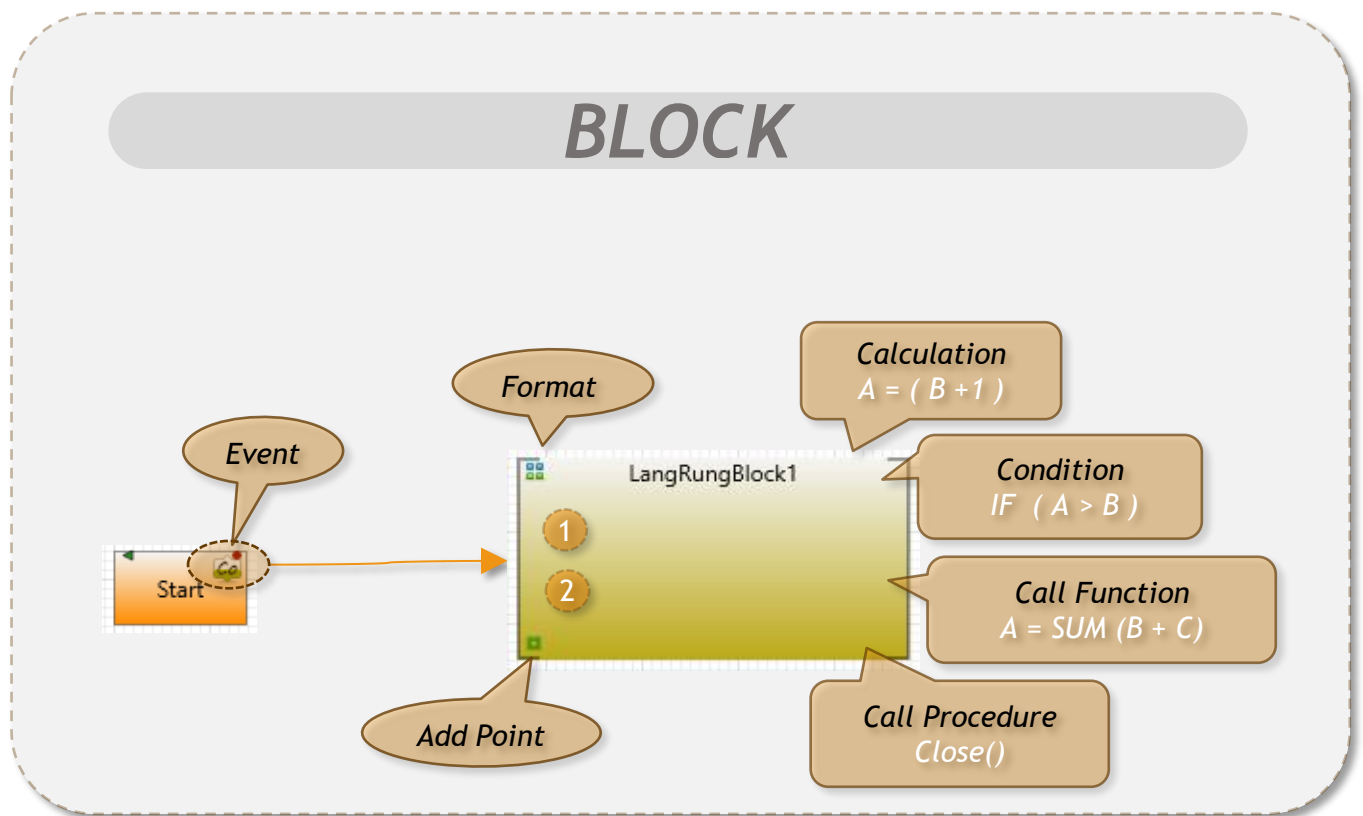 BLOCK
Calculation
A = ( B +1 )
Format
Event
LangRungBlock1
Condition
IF ( A > B )
1
Start
2
Call Function
A = SUM (B + C)
Add Point
Call Procedure
Close()